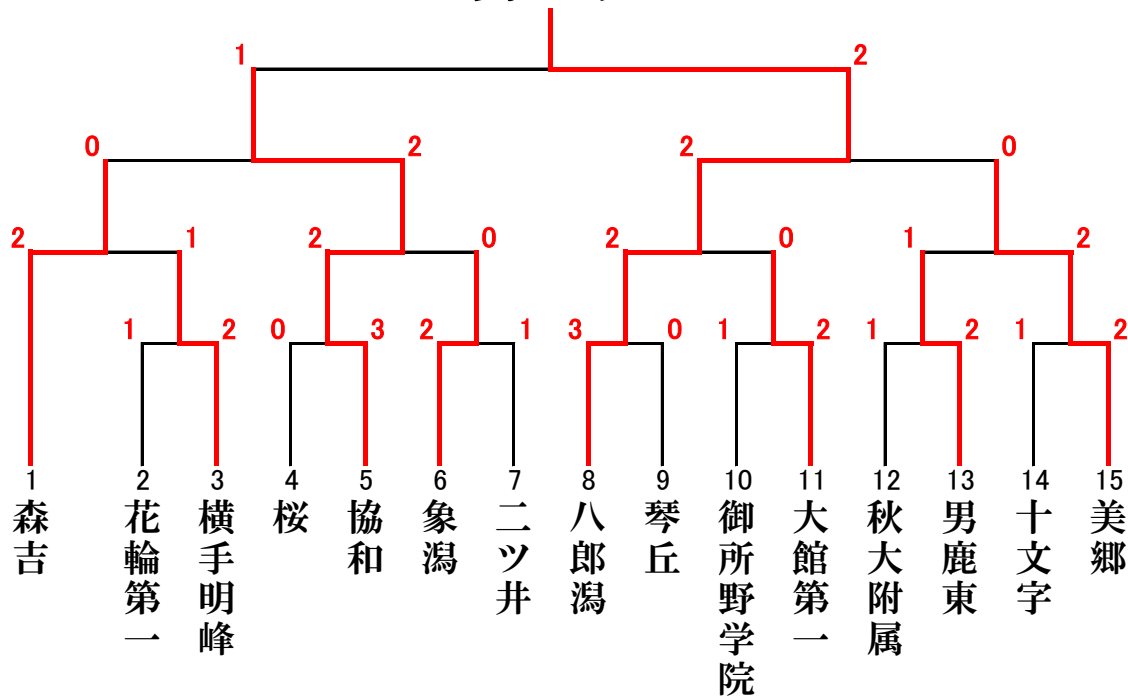 1 2
0 2 2 0
2 1 2 0 2 0 1 2
1 2 0 3 2 1 3 0 1 2 1 2 1 2
1 2 3 4 5 6 7 8 9 10 11 12 13 14 15
森吉
花輪第一
横手明峰
桜
協和
象潟
二ツ井
八郎潟
琴丘
御所野学院
大館第一
秋大附属
男鹿東
十文字
美郷